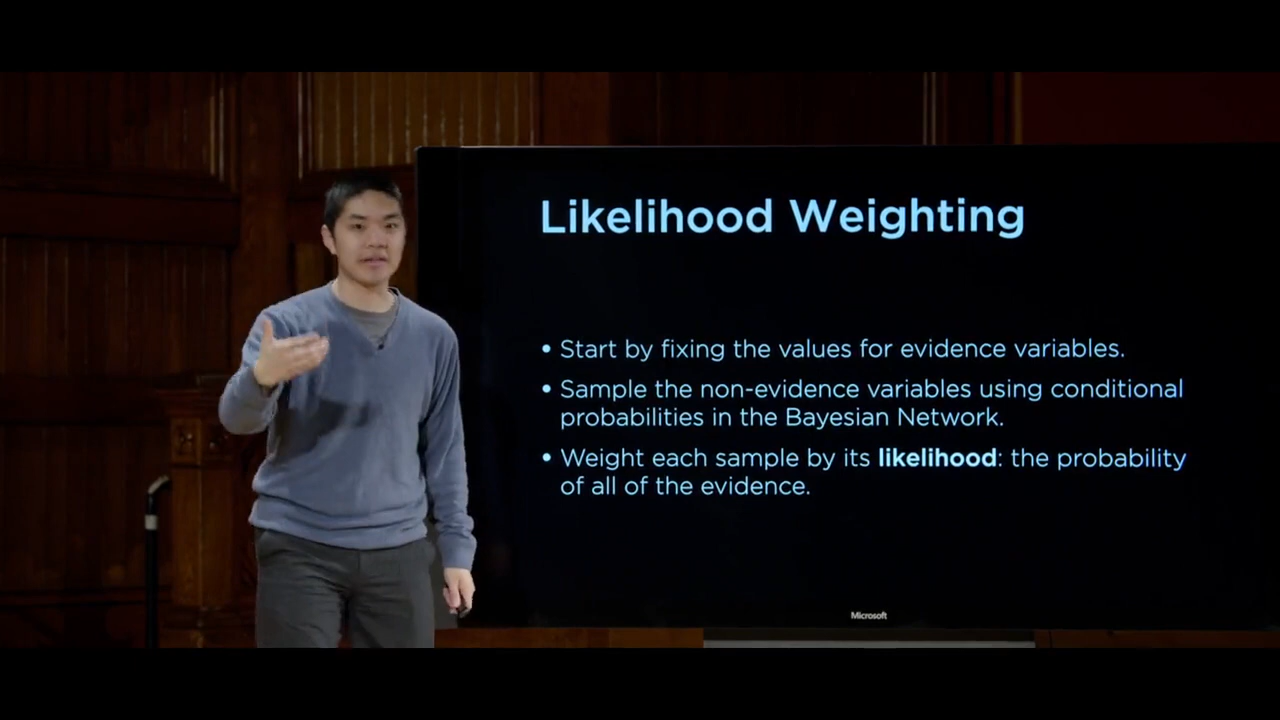 Likelihood Weighting
• Start by fixing the values for evidence variables.
• Sample the non-evidence variables using conditional
probabilities in the Bayesian Network.
• Weight each sample by its likelihood: the probability
of all of the evidence.
Microsoft